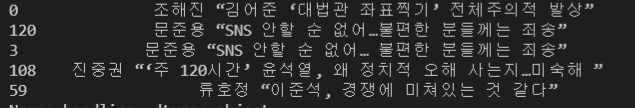 0 조해진 “김어준 ‘대법관 좌표찍기’ 전체주의적 발상”
120 문준용 “SNS 안할 순 없어…불편한 분들께는 죄송”
3 문준용 “SNS 안할 순 없어… 불편한 분들께는 죄송”
108 진중권 “‘주 120시간’ 윤석열, 왜 정치적 오해 사는지…미숙해 ”
59 류호정 “이준석, 경쟁에 미쳐있는 것 같다”